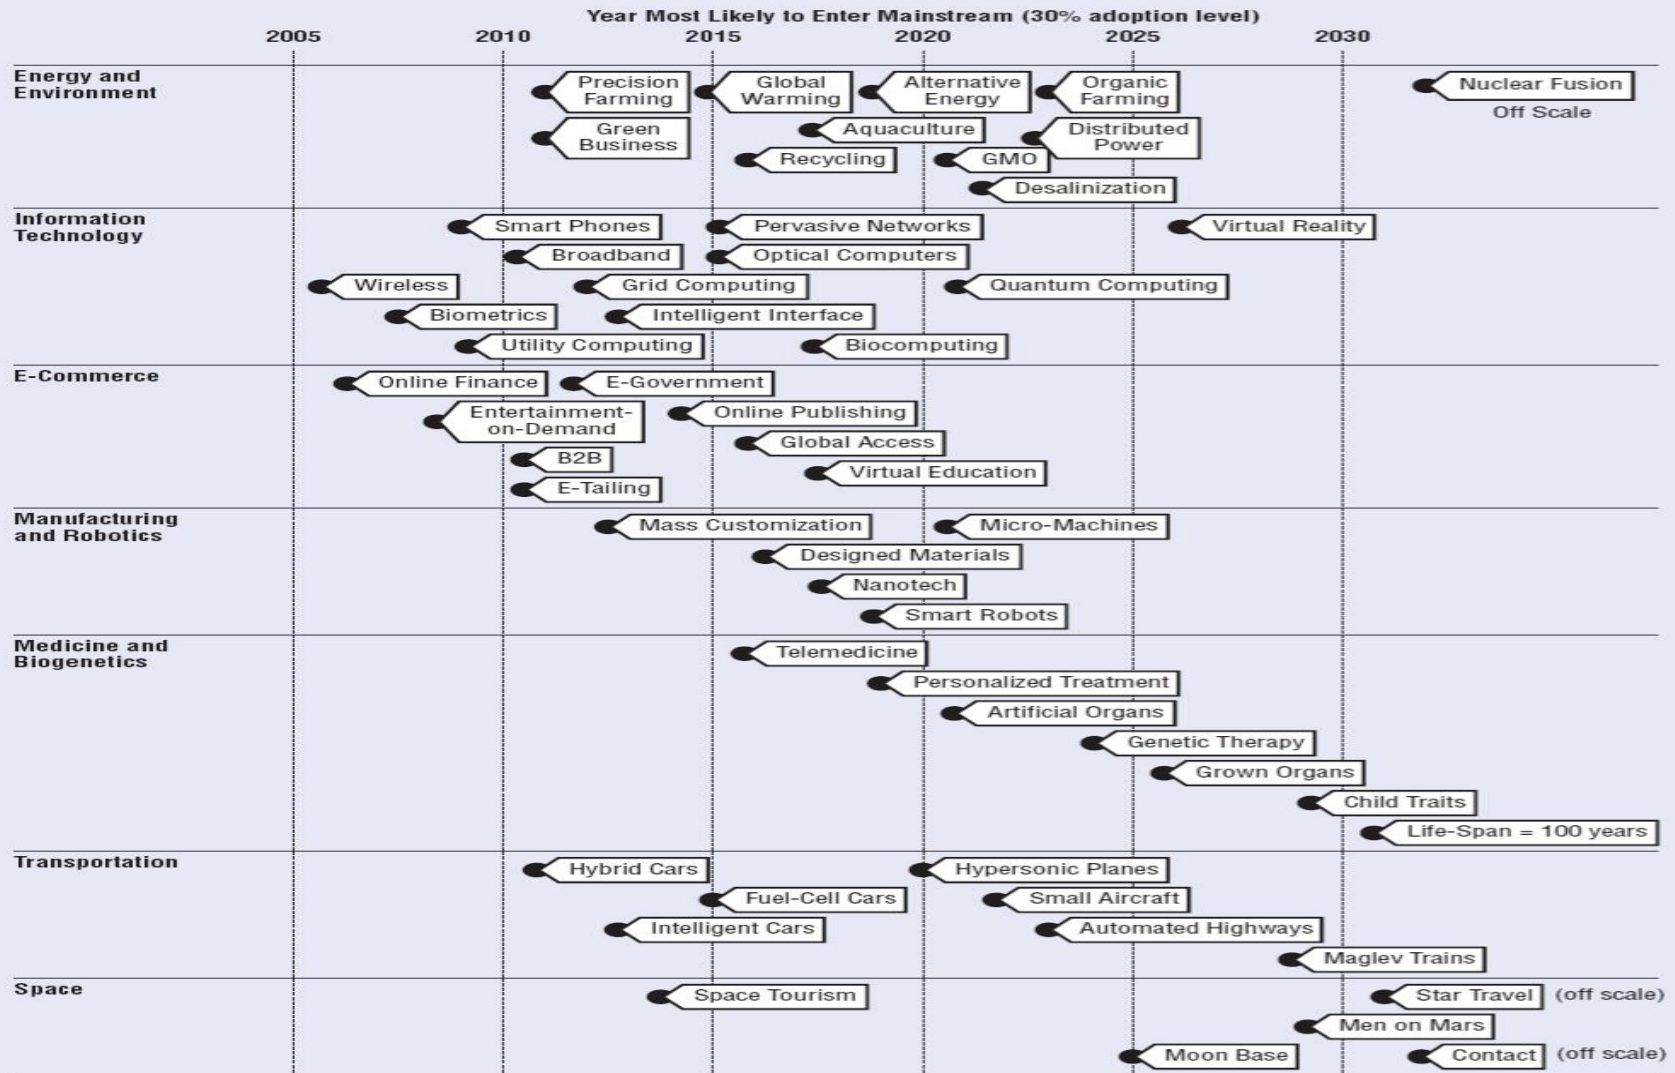 Year Most Likely to Enter Mainstream (30% adoption level)
2005 2010 2015 2020 2025 2030
Energy and
Environment
Precision
Farming
Global
Warming
Alternative
Energy
Organic
Farming
Nuclear Fusion
Off Scale
Green
Business
Aquaculture
Distributed
Power
Recycling
GMO
Desalinization
Information
Technology
Smart Phones
Pervasive Networks
Virtual Reality
Broadband
Optical Computers
Wireless
Grid Computing
Quantum Computing
Biometrics
Intelligent Interface
Utility Computing
Biocomputing
E-Commerce
Online Finance
E-Government
Entertainment-
on-Demand
Online Publishing
Global Access
B2B
Virtual Education
E-Tailing
Manufacturing
and Robotics
Mass Customization
Micro-Machines
Designed Materials
Nanotech
Smart Robots
Medicine and
Biogenetics
Telemedicine
Personalized Treatment
Artificial Organs
Genetic Therapy
Grown Organs
Child Traits
Life-Span = 100 years
Transportation
Hybrid Cars
Hypersonic Planes
Fuel-Cell Cars
Small Aircraft
Intelligent Cars
Automated Highways
Maglev Trains
Space
Space Tourism
Star Travel (off scale)
Men on Mars
Moon Base
Contact (off scale)